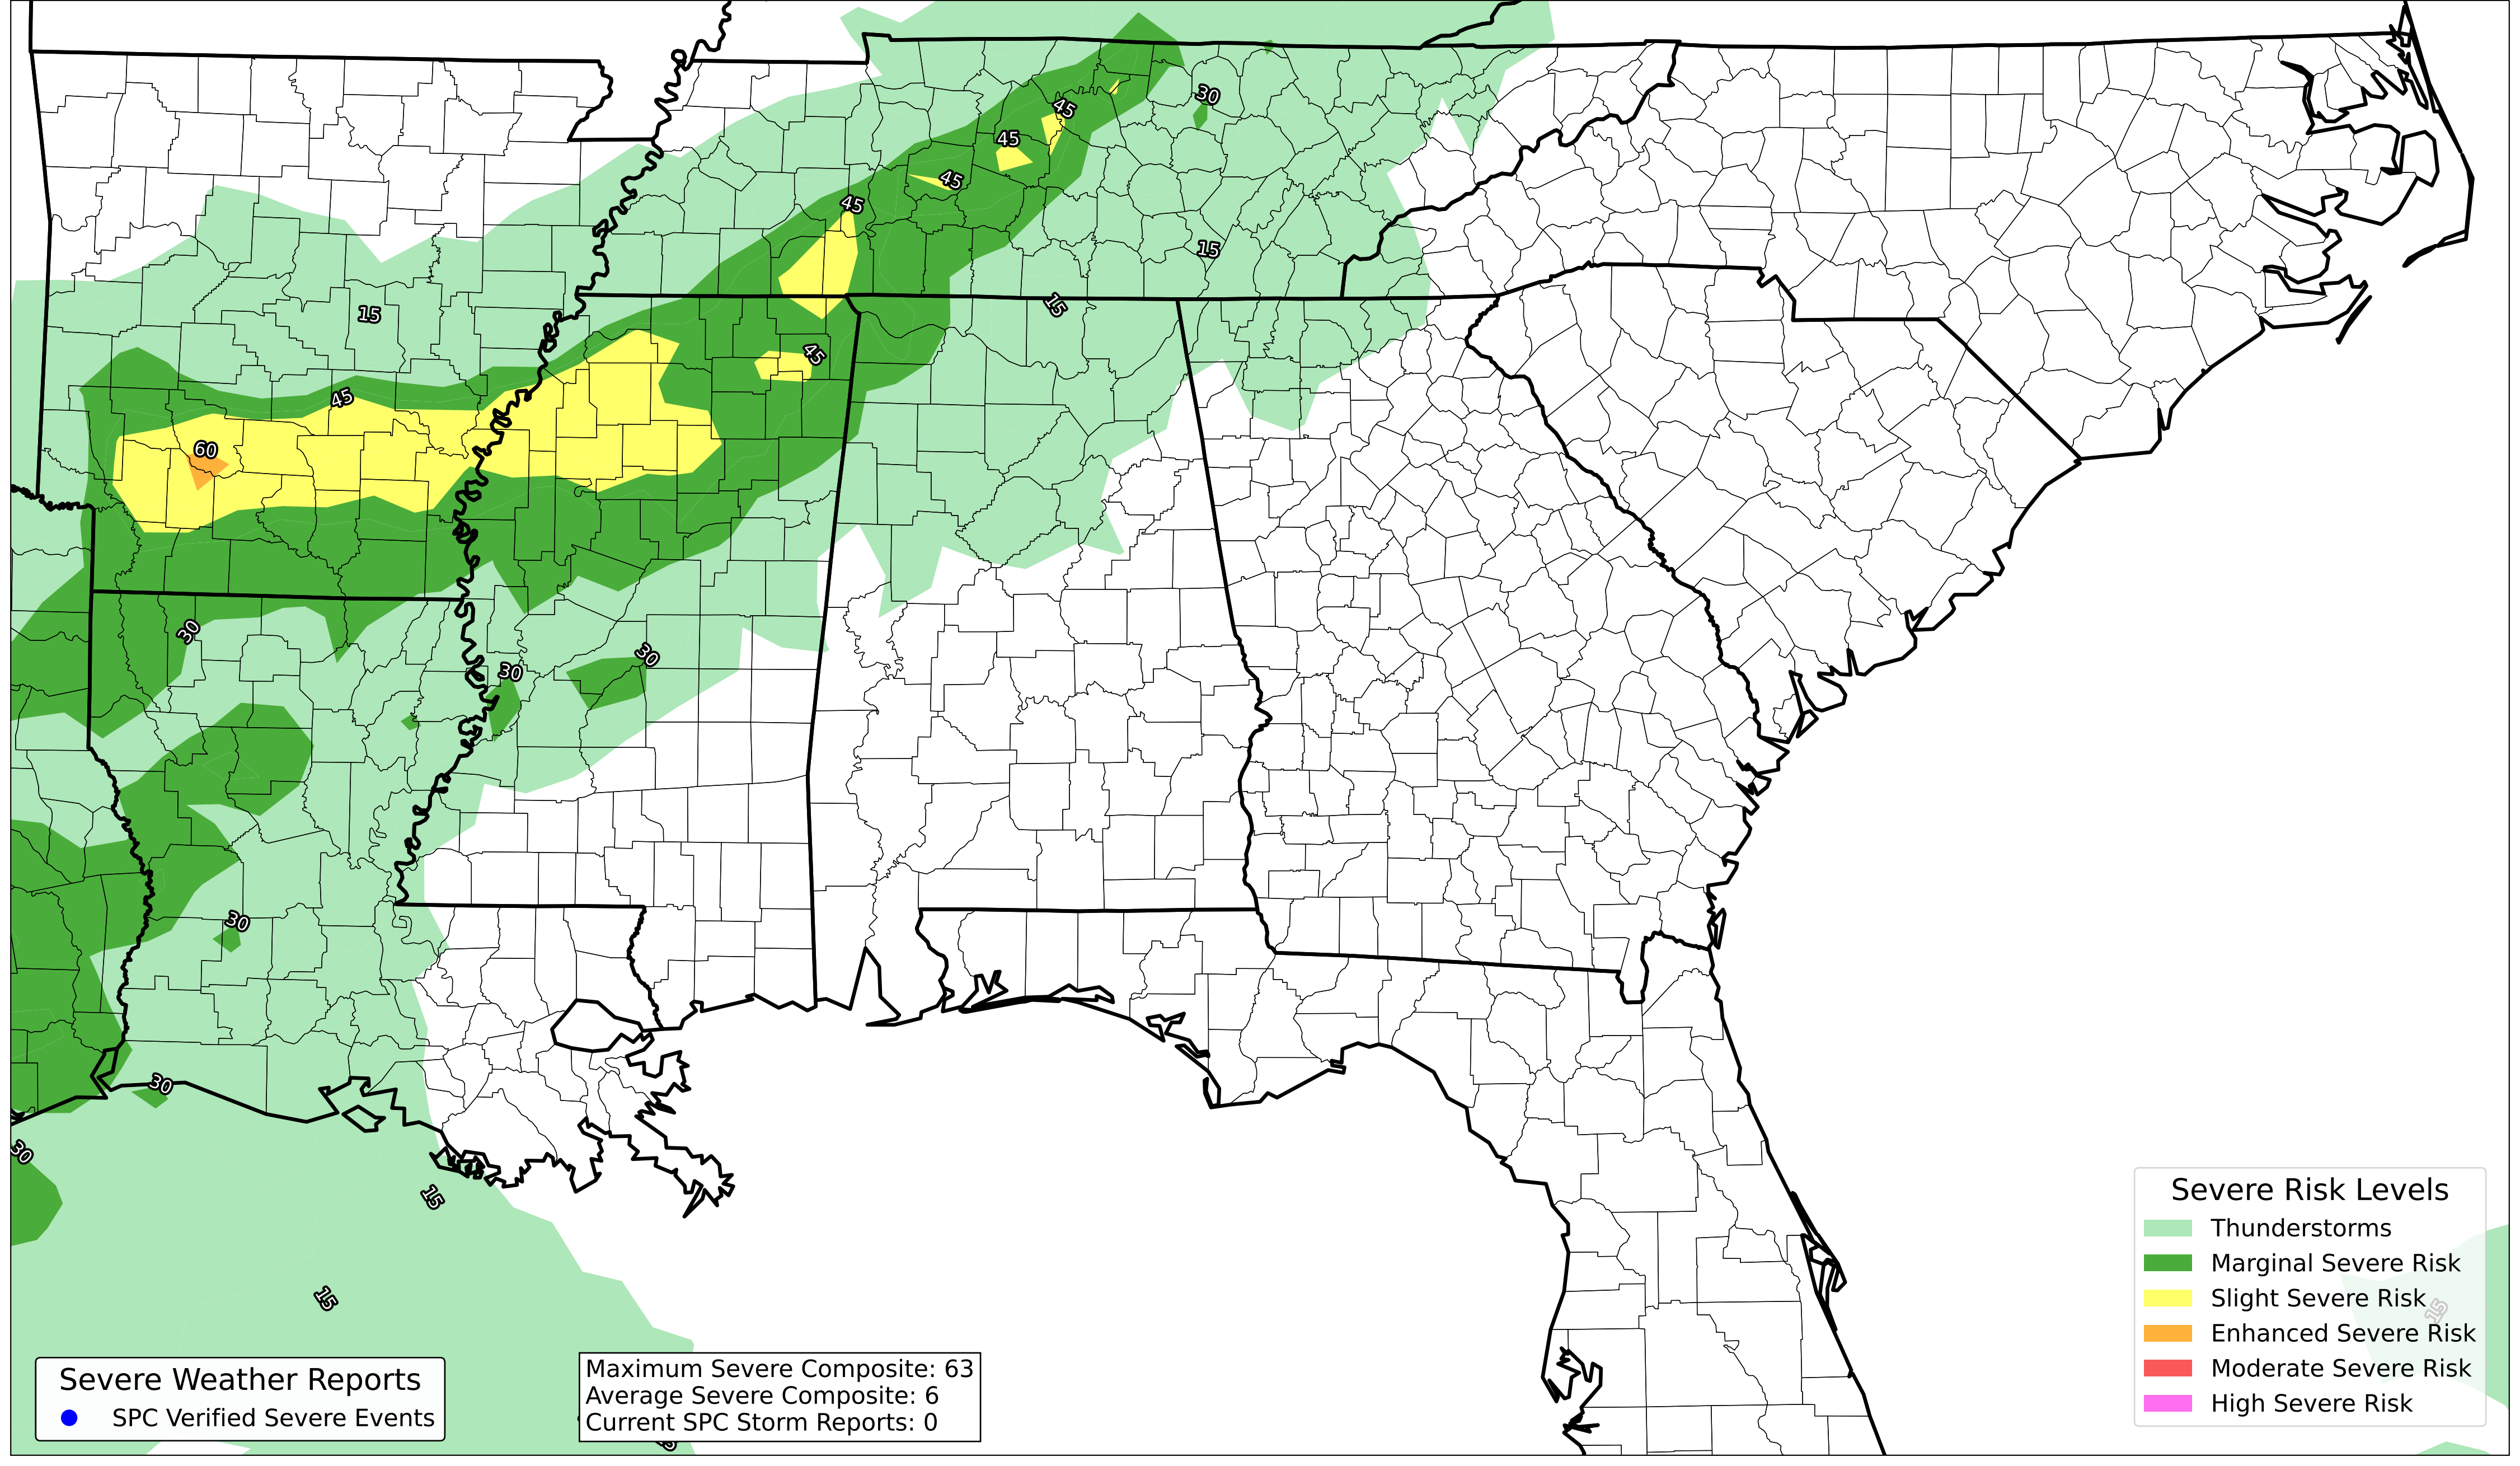 30
45
45
45
45
15
15
15
45
45
60
30
30
30
30
30
30
15
15
Severe Risk Levels
Thunderstorms
Marginal Severe Risk
Slight Severe Risk
15
Enhanced Severe Risk
Moderate Severe Risk
High Severe Risk
Severe Weather Reports
SPC Verified Severe Events
Maximum Severe Composite: 63
Average Severe Composite: 6
Current SPC Storm Reports: 0